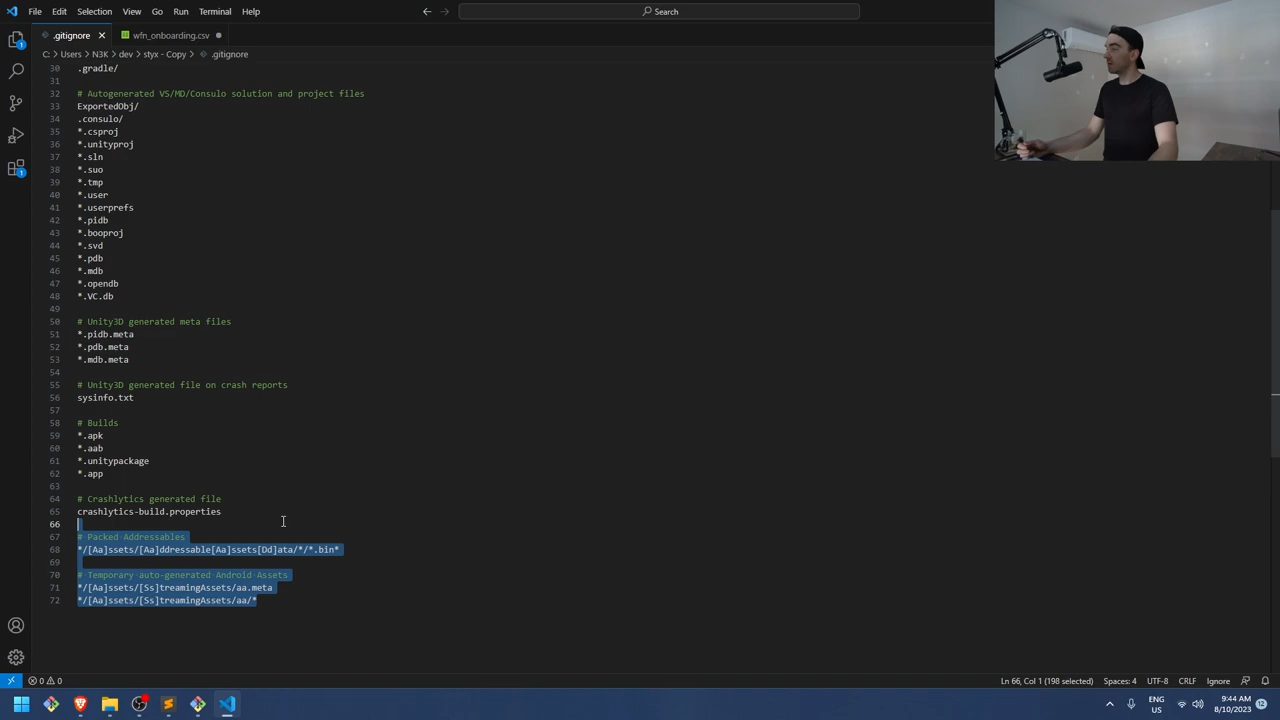 File Edit Selection View Go Run Terminal Help
Search
.gitignore
wfn_onboarding.csv
C: > Users > N3K > dev > styx - Copy > .gitignore
30 .gradle/
31
32 # Autogenerated VS/MD/Consulo solution and project files
33 ExportedObj/
34 .consulo/
35 *.csproj
36 *.unityproj
37 *.sln
38 *.suo
39 *.tmp
40 *.user
41 *.userprefs
42 *.pidb
43 *.booproj
44 *.svd
45 *.pdb
46 *.mdb
47 *.opendb
48 *.VC.db
49
50 # Unity3D generated meta files
51 *.pidb.meta
52 *.pdb.meta
53 *.mdb.meta
54
55 # Unity3D generated file on crash reports
56 sysinfo.txt
57
58 # Builds
59 *.apk
60 *.aab
61 *.unitypackage
62 *.app
63
64 # Crashlytics generated file
65 crashlytics-build.properties
66
67 # Packed Addressables
68 */[Aa]ssets/[Aa]ddressable[Aa]ssets[Dd]ata/*/*.bin*
69
70 # Temporary auto-generated Android Assets
71 */[Aa]ssets/[Ss]treamingAssets/aa.meta
72 */[Aa]ssets/[Ss]treamingAssets/aa/*
0 0
Ln 66, Col 1 (198 selected) Spaces: 4 UTF-8 CRLF Ignore
ENG
US
9:44 AM
8/10/2023
12
1
1